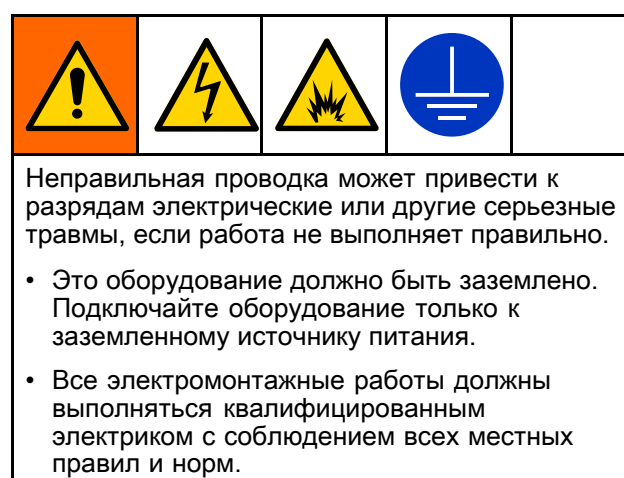 Неправильная проводка может привести к
разрядам электрические или другие серьезные
травмы, если работа не выполняет правильно.
• Это оборудование должно быть заземлено.
Подключайте оборудование только к
заземленному источнику питания.
• Все электромонтажные работы должны
выполняться квалифицированным
электриком с соблюдением всех местных
правил и норм.